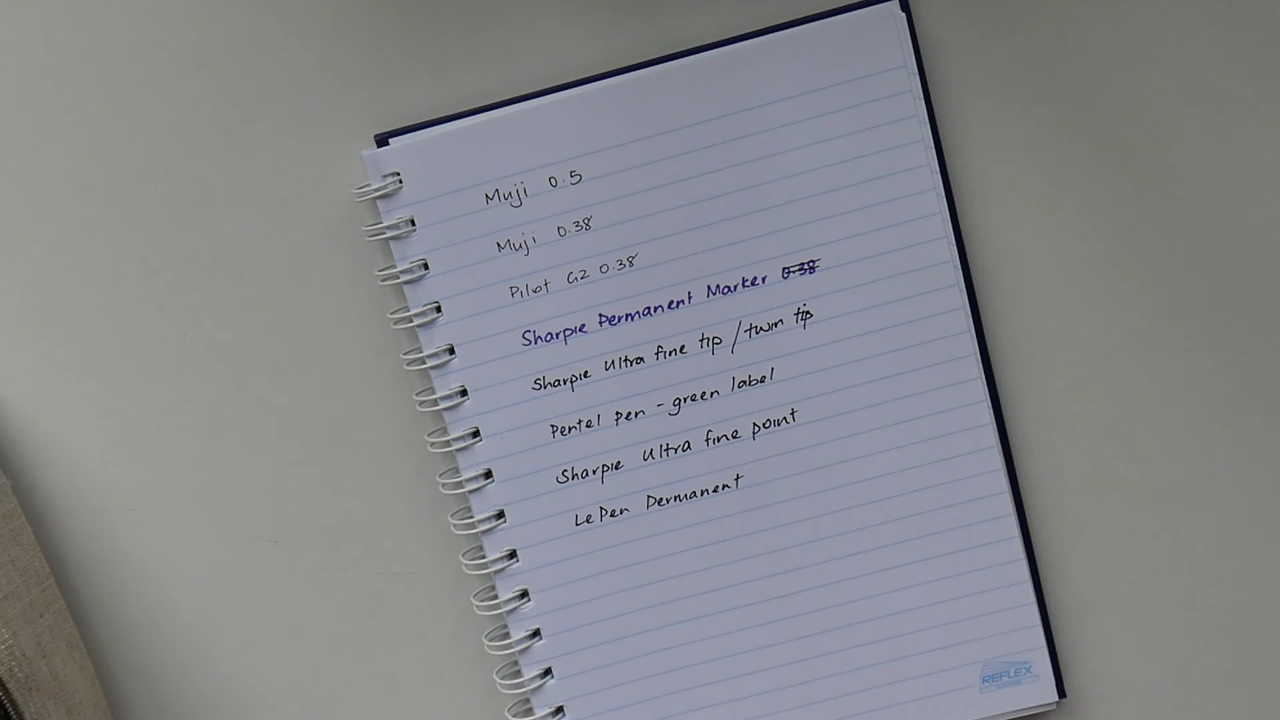 Muji 0.5
Muji 0.38
Pilot G2 0.38
Sharpie Permanent Marker 0.38
Sharpie Ultra fine tip / twin tip
Pentel pen - green label
Sharpie Ultra fine point
Le Pen Permanent
REFLEX